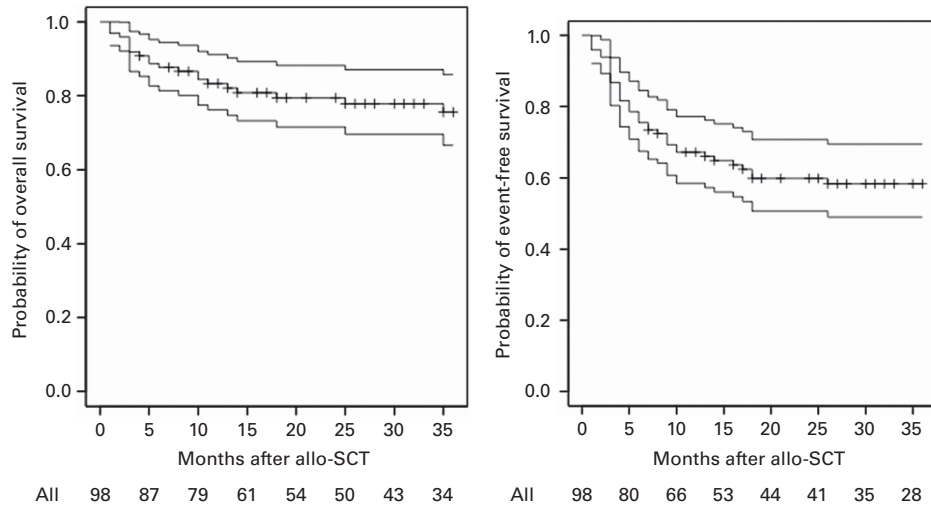 Probability of overall survival
1.0
0.8
0.6
0.4
0.2
0.0
0 5 10 15 20 25 30 35
Months after allo-SCT
All 98 87 79 61 54 50 43 34
Probability of event-free survival
1.0
0.8
0.6
0.4
0.2
0.0
0 5 10 15 20 25 30 35
Months after allo-SCT
All 98 80 66 53 44 41 35 28